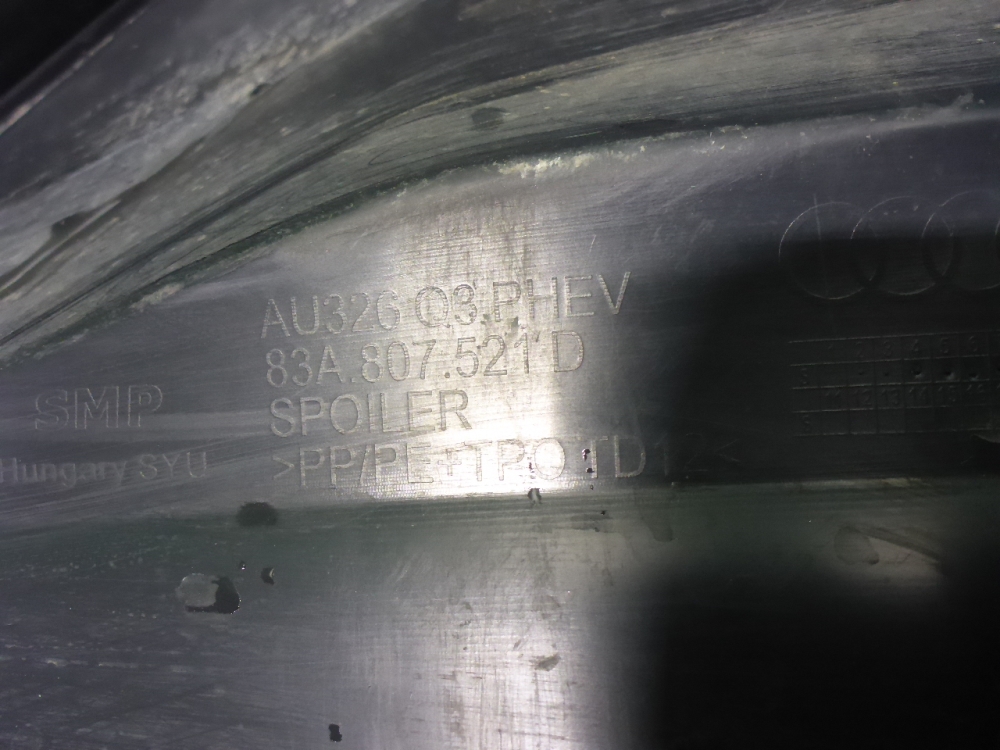 AU326 Q3 PHEV
83A.807.521 D
SPOILER
>PP/PE+TPO TD12<
SMP
Hungary SYU